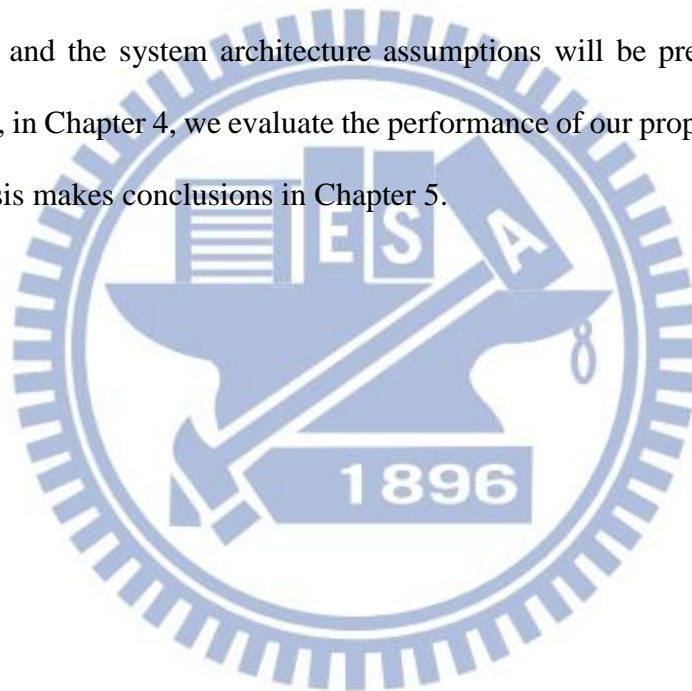 and the system architecture assumptions will be pre
, in Chapter 4, we evaluate the performance of our prop
sis makes conclusions in Chapter 5.
E S A
1896